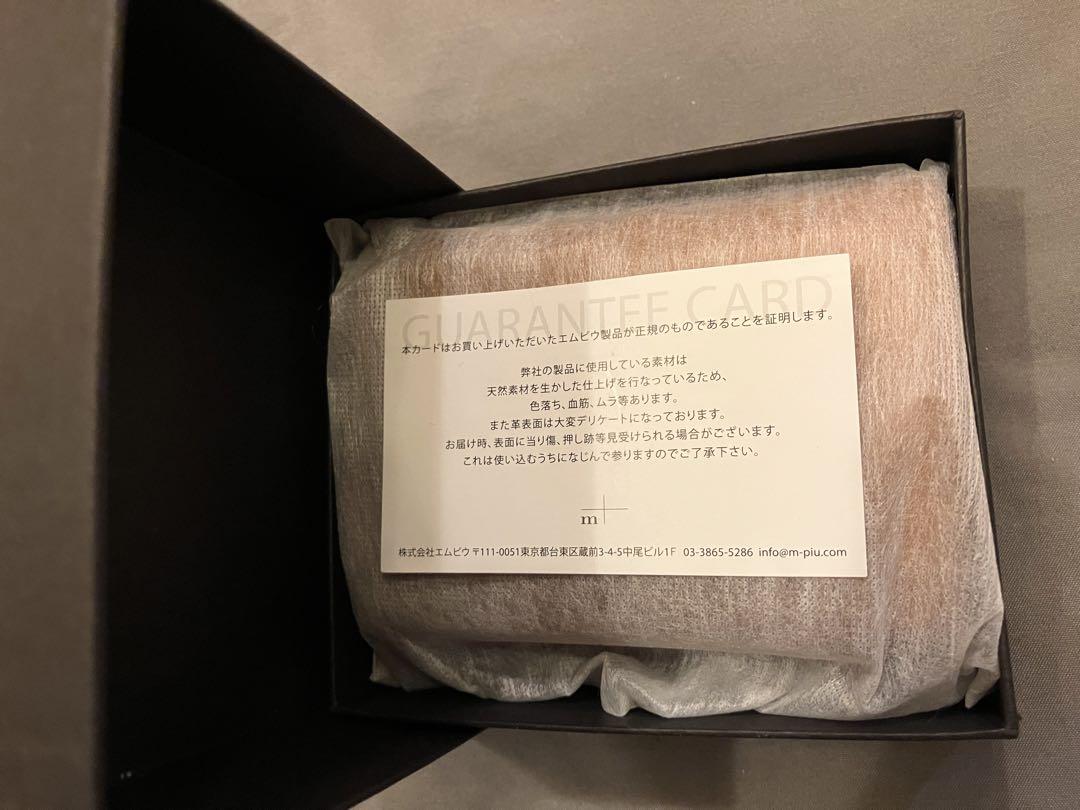 GUARANTEE CARD
本カードはお買い上げいただいたエムピウ製品が正規のものであることを証明します。
弊社の製品に使用している素材は
天然素材を生かした仕上げを行なっているため、
色落ち、血筋、ムラ等あります。
また革表面は大変デリケートになっております。
お届け時、表面に当り傷、押し跡等見受けられる場合がございます。
これは使い込むうちになじんで参りますのでご了承下さい。
m+
株式会社エムピウ 〒111-0051東京都台東区蔵前3-4-5中尾ビル1F 03-3865-5286 info@m-piu.com